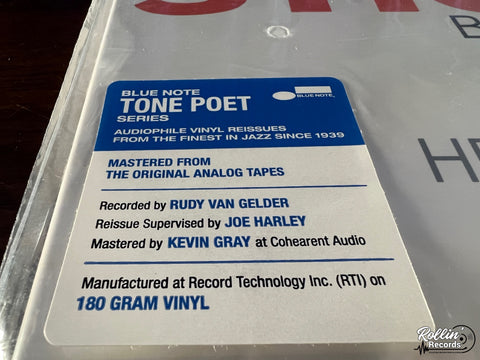 BLUE NOTE
TONE POET
SERIES
BLUE NOTE
AUDIOPHILE VINYL REISSUES
FROM THE FINEST IN JAZZ SINCE 1939
MASTERED FROM
THE ORIGINAL ANALOG TAPES
Recorded by RUDY VAN GELDER
Reissue Supervised by JOE HARLEY
Mastered by KEVIN GRAY at Cohearent Audio
Manufactured at Record Technology Inc. (RTI) on
180 GRAM VINYL
Rollin
Records